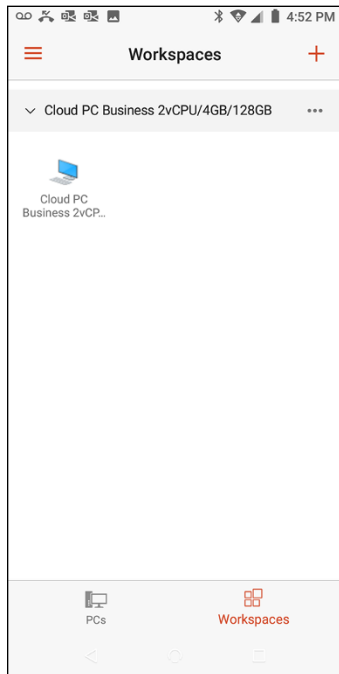 4:52 PM
Workspaces
Cloud PC Business 2vCPU/4GB/128GB
Cloud PC
Business 2vCP...
PCs
Workspaces